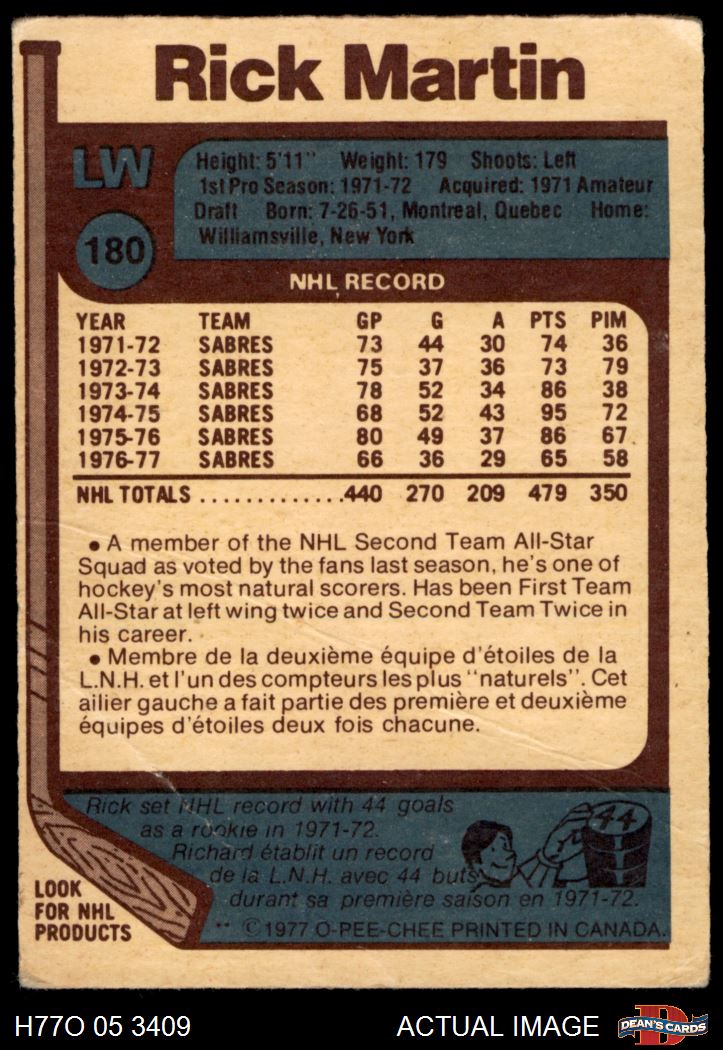 Rick Martin
LW
180
Height: 5'11" Weight: 179 Shoots: Left
1st Pro Season: 1971-72 Acquired: 1971 Amateur
Draft Born: 7-26-51, Montreal, Quebec Home:
Williamsville, New York
NHL RECORD
YEAR TEAM GP G A PTS PIM
1971-72 SABRES 73 44 30 74 36
1972-73 SABRES 75 37 36 73 79
1973-74 SABRES 78 52 34 86 38
1974-75 SABRES 68 52 43 95 72
1975-76 SABRES 80 49 37 86 67
1976-77 SABRES 66 36 29 65 58
NHL TOTALS .............440 270 209 479 350
• A member of the NHL Second Team All-Star
Squad as voted by the fans last season, he's one of
hockey's most natural scorers. Has been First Team
All-Star at left wing twice and Second Team Twice in
his career.
• Membre de la deuxième équipe d'étoiles de la
L.N.H. et l'un des compteurs les plus "naturels". Cet
ailier gauche a fait partie des première et deuxième
équipes d'étoiles deux fois chacune.
Rick set NHL record with 44 goals
as a rookie in 1971-72.
Richard établit un record
de la L.N.H. avec 44 buts
durant sa première saison en 1971-72.
44
LOOK
FOR NHL
PRODUCTS
** © 1977 O-PEE-CHEE PRINTED IN CANADA.
H77O 05 3409
ACTUAL IMAGE
D
DEAN'S CARDS